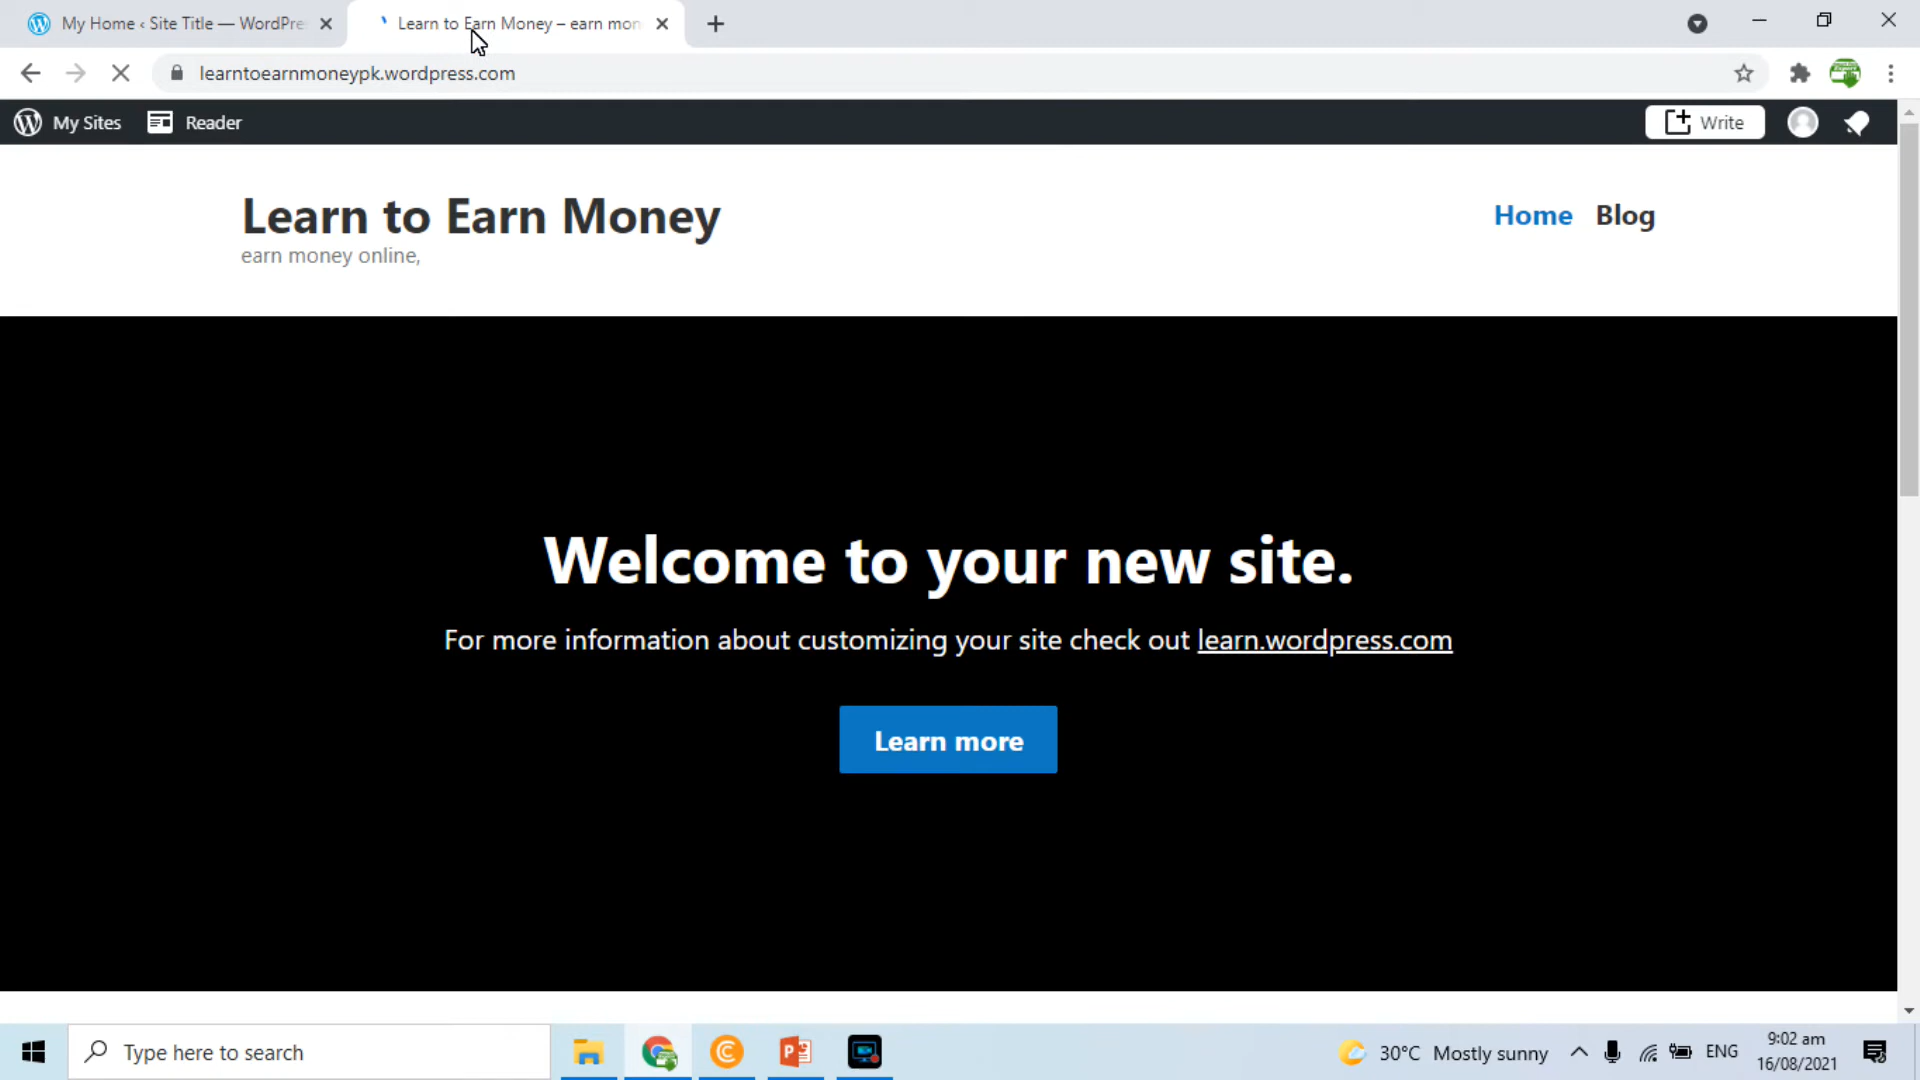 My Home ‹ Site Title — WordPre
Learn to Earn Money – earn mon
learntoearnmoneypk.wordpress.com
My Sites
Reader
Write
Learn to Earn Money
earn money online,
Home Blog
Welcome to your new site.
For more information about customizing your site check out learn.wordpress.com
Learn more
Type here to search
30°C Mostly sunny
ENG
9:02 am
16/08/2021